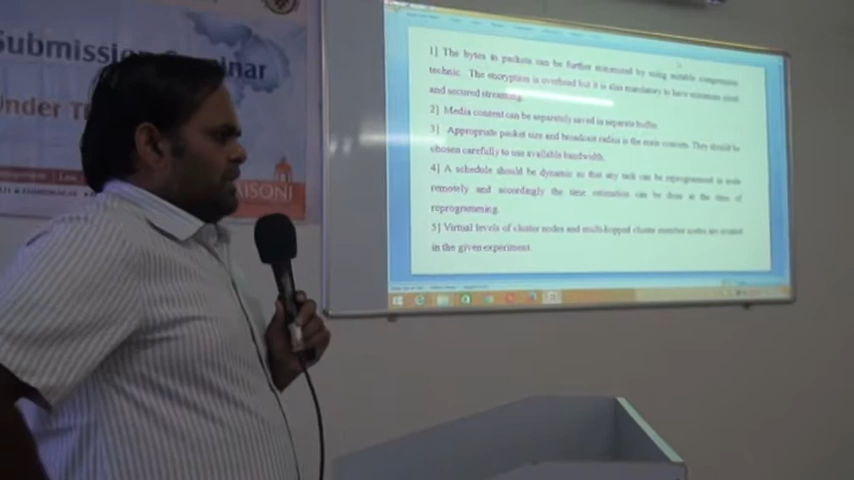 Submission Seminar
Under
AISONI
1] The bytes in packets can be further minimized by using suitable compression
technic. The encryption is overhead but it is also mandatory to have
and secured streaming.
2] Media content can be separately saved in separate buffer.
3] Appropriate packet size and broadcast radius is the main concern. They should be
chosen carefully to use available bandwidth.
4] A schedule should be dynamic so that any task can be reprogrammed in
remotely and accordingly the time estimation can be done at the time of
reprogramming.
5] Virtual levels of cluster nodes and multi-hopped cluster member nodes are created
in the given experiment.